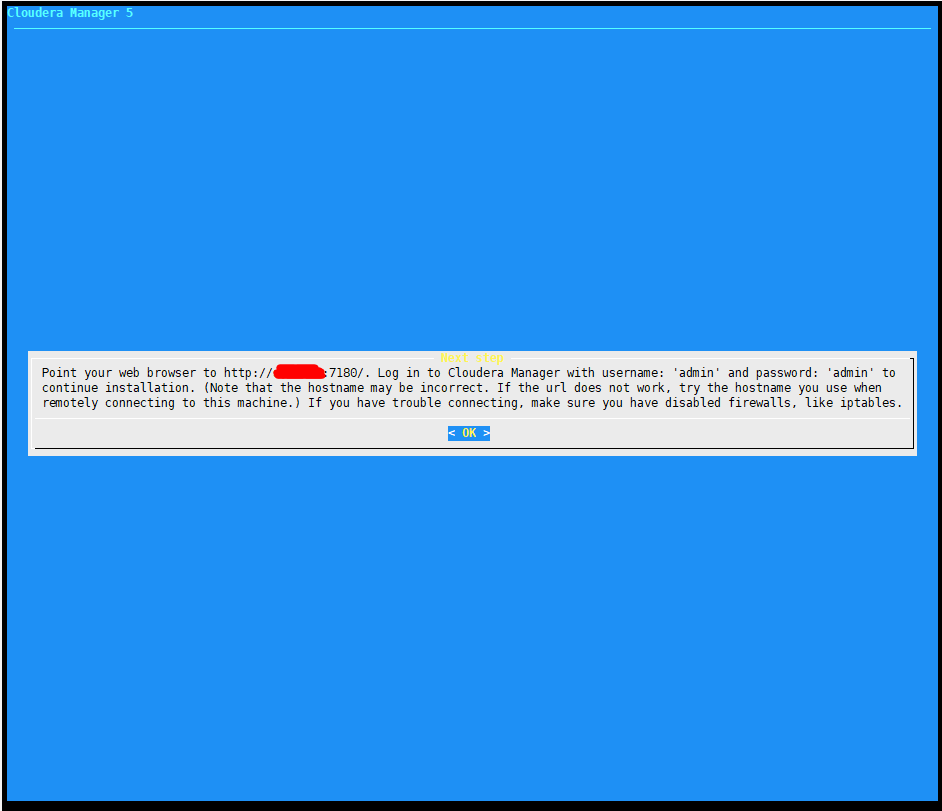 Cloudera Manager 5
Next step
Point your web browser to http://:7180/. Log in to Cloudera Manager with username: 'admin' and password: 'admin' to
continue installation. (Note that the hostname may be incorrect. If the url does not work, try the hostname you use when
remotely connecting to this machine.) If you have trouble connecting, make sure you have disabled firewalls, like iptables.
< OK >